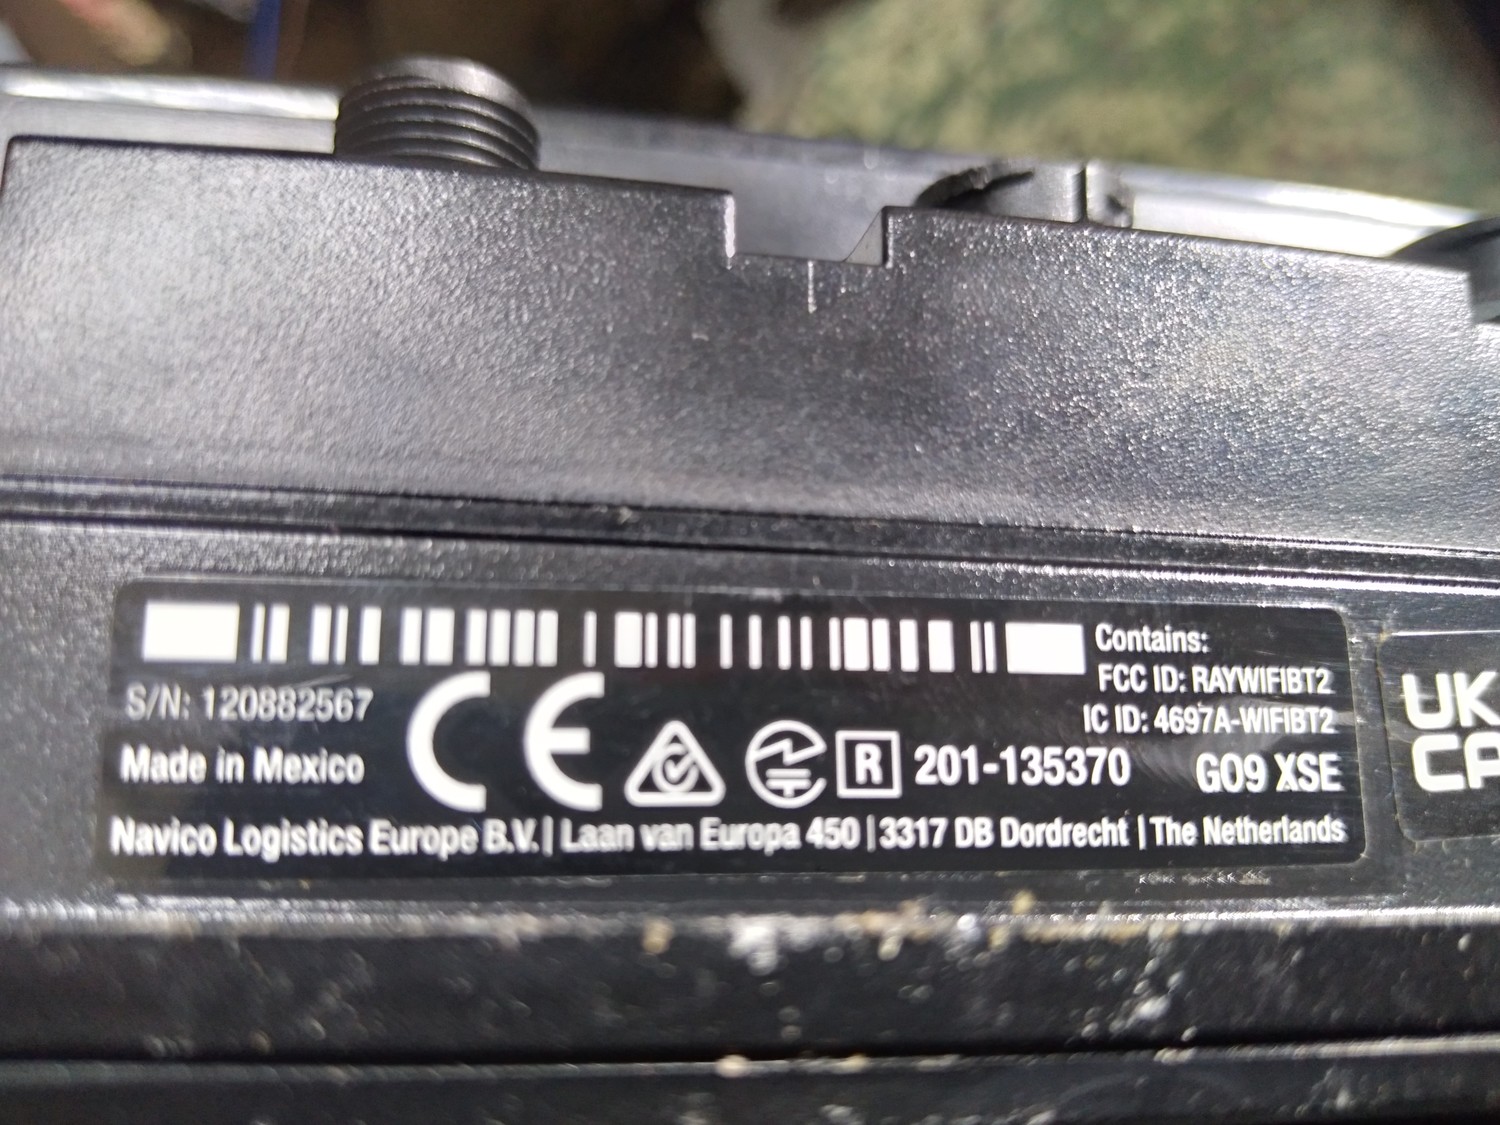 Contains:
FCC ID: RAYWIFIBT2
S/N: 120882567
IC ID: 4697A-WIFIBT2
Made in Mexico
CE
R 201-135370
GO9 XSE
Navico Logistics Europe B.V. | Laan van Europa 450 | 3317 DB Dordrecht | The Netherlands
UK
CA